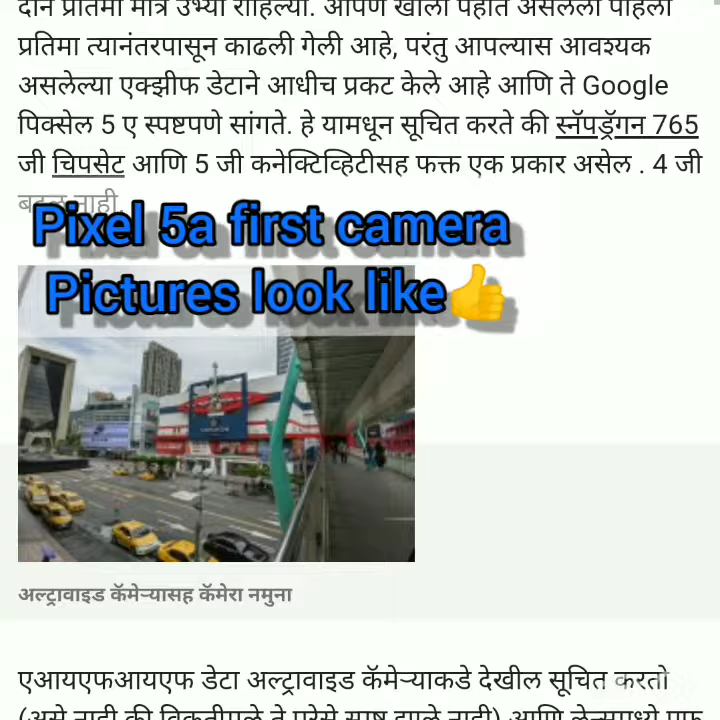 दोन प्रतिमा मात्र उभ्या राहिल्या. आपण खाली पहात असलेली पहिली
प्रतिमा त्यानंतरपासून काढली गेली आहे, परंतु आपल्यास आवश्यक
असलेल्या एक्झीफ डेटाने आधीच प्रकट केले आहे आणि ते Google
पिक्सेल 5 ए स्पष्टपणे सांगते. हे यामधून सूचित करते की स्नॅपड्रॅगन 765
जी चिपसेट आणि 5 जी कनेक्टिव्हिटीसह फक्त एक प्रकार असेल . 4 जी
नाही.
Pixel 5a first camera
Pictures look like👍
अल्ट्रावाइड कॅमेऱ्यासह कॅमेरा नमुना
एआयएफआयएफ डेटा अल्ट्रावाइड कॅमेऱ्याकडे देखील सूचित करतो